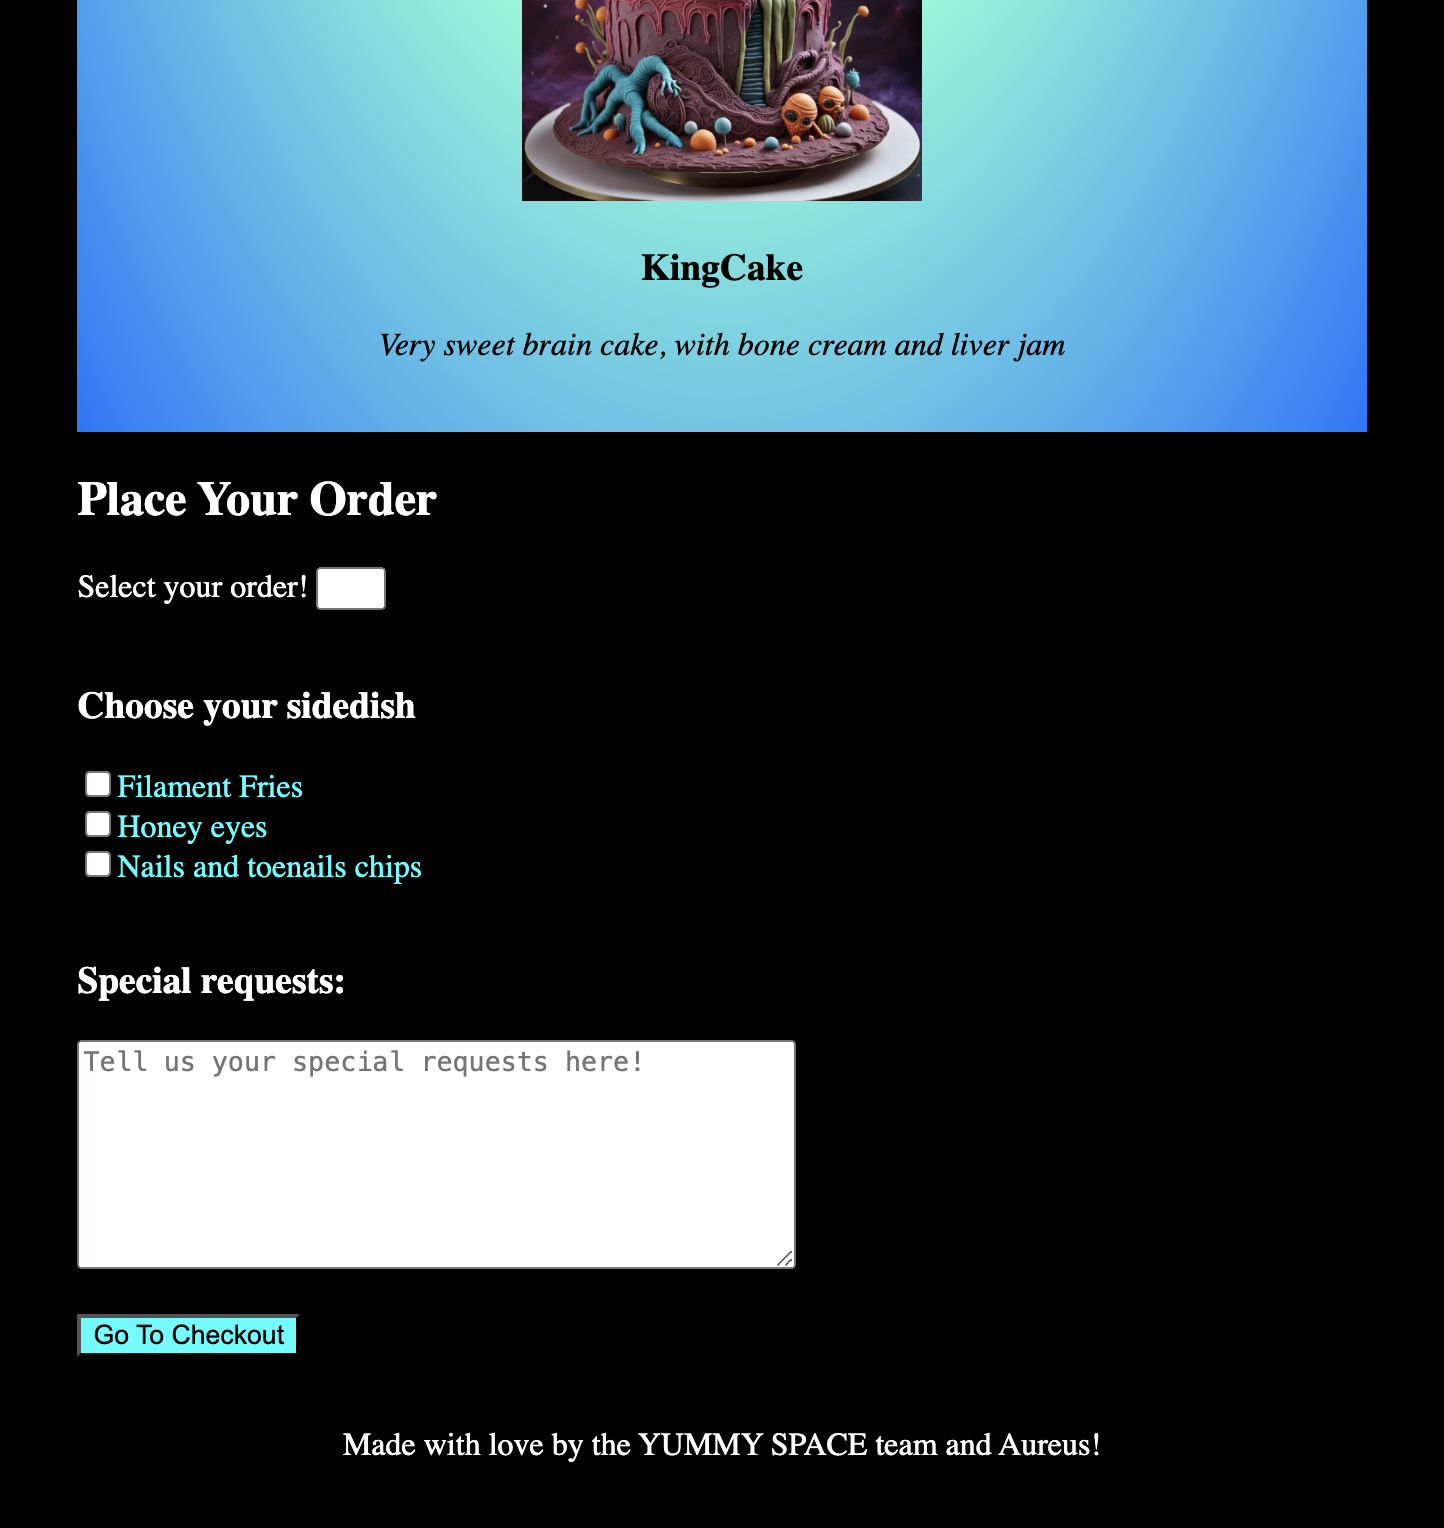 KingCake
Very sweet brain cake, with bone cream and liver jam
Place Your Order
Select your order!
Choose your sidedish
Filament Fries
Honey eyes
Nails and toenails chips
Special requests:
Tell us your special requests here!
Go To Checkout
Made with love by the YUMMY SPACE team and Aureus!